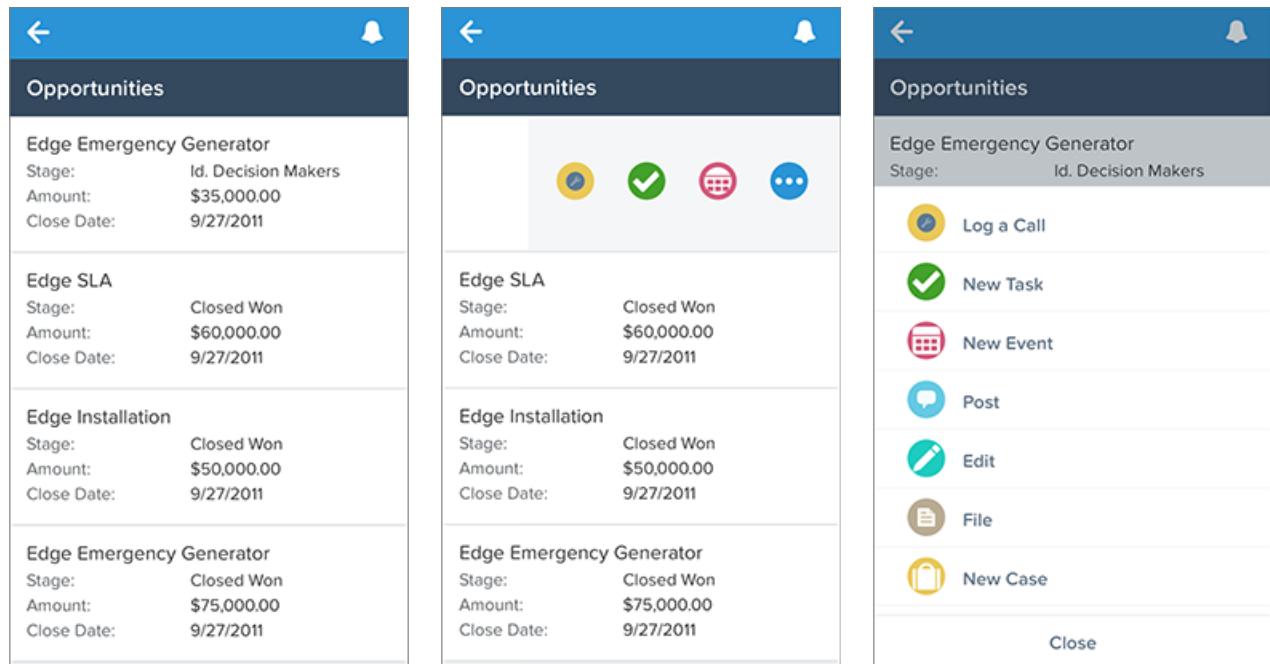 Opportunities
Edge Emergency Generator
Stage: Id. Decision Makers
Amount: $35,000.00
Close Date: 9/27/2011
Edge SLA
Stage: Closed Won
Amount: $60,000.00
Close Date: 9/27/2011
Edge Installation
Stage: Closed Won
Amount: $50,000.00
Close Date: 9/27/2011
Edge Emergency Generator
Stage: Closed Won
Amount: $75,000.00
Close Date: 9/27/2011
Opportunities
Edge SLA
Stage: Closed Won
Amount: $60,000.00
Close Date: 9/27/2011
Edge Installation
Stage: Closed Won
Amount: $50,000.00
Close Date: 9/27/2011
Edge Emergency Generator
Stage: Closed Won
Amount: $75,000.00
Close Date: 9/27/2011
Opportunities
Edge Emergency Generator
Stage: Id. Decision Makers
Log a Call
New Task
New Event
Post
Edit
File
New Case
Close